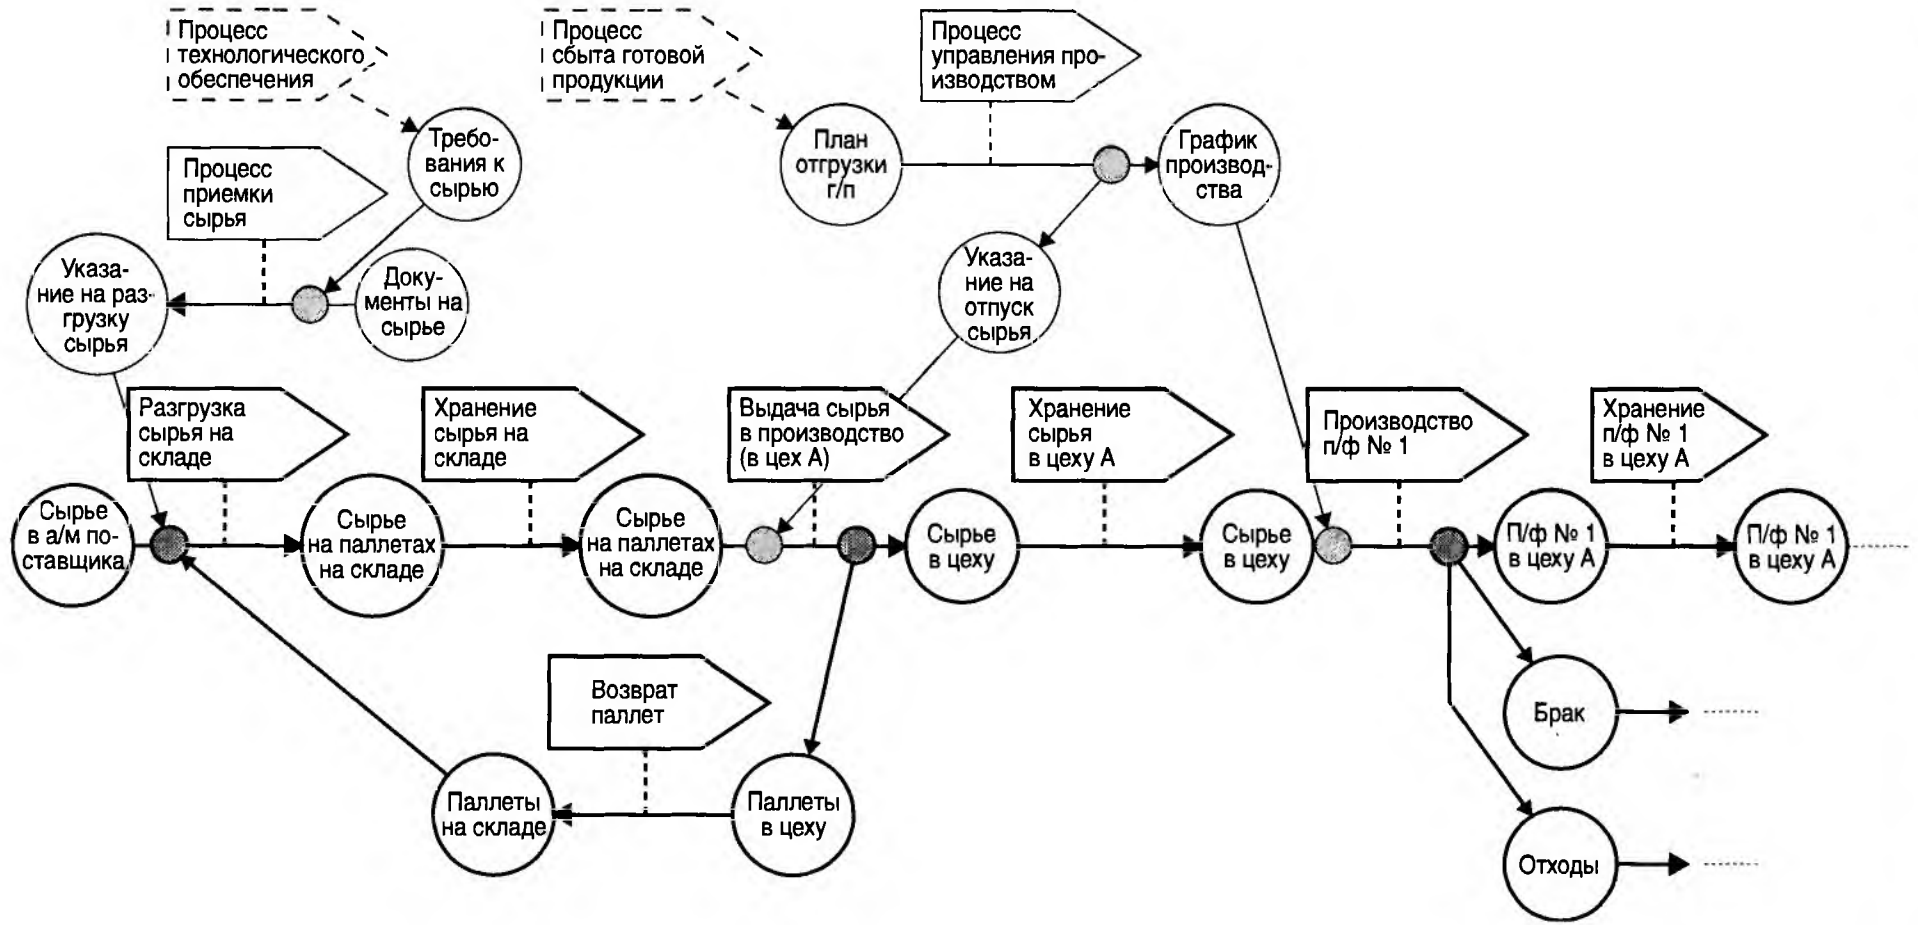 Процесс
технологического
обеспечения
Процесс
сбыта готовой
продукции
Процесс
управления про-
изводством
Требо-
вания к
сырью
План
отгрузки
г/п
График
производ-
ства
Процесс
приемки
сырья
Указа-
ние на раз-
грузку
сырья
Доку-
менты на
сырье
Указа-
ние на
отпуск
сырья
Разгрузка
сырья на
складе
Хранение
сырья на
складе
Выдача сырья
в производство
(в цех А)
Хранение
сырья
в цеху А
Производство
п/ф № 1
Хранение
п/ф № 1
в цеху А
Сырье
в а/м по-
ставщика
Сырье
на паллетах
на складе
Сырье
на паллетах
на складе
Сырье
в цеху
Сырье
в цеху
П/ф № 1
в цеху А
П/ф № 1
в цеху А
Возврат
паллет
Брак
Паллеты
на складе
Паллеты
в цеху
Отходы